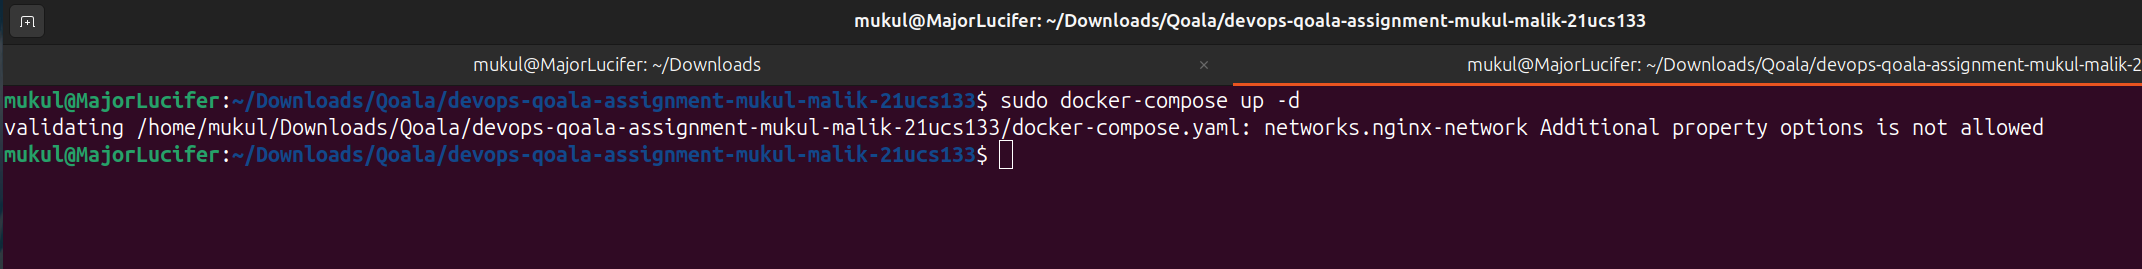 mukul@MajorLucifer: ~/Downloads/Qoala/devops-qoala-assignment-mukul-malik-21ucs133
mukul@MajorLucifer: ~/Downloads × mukul@MajorLucifer: ~/Downloads/Qoala/devops-qoala-assignment-mukul-malik-2
mukul@MajorLucifer:~/Downloads/Qoala/devops-qoala-assignment-mukul-malik-21ucs133$ sudo docker-compose up -d
validating /home/mukul/Downloads/Qoala/devops-qoala-assignment-mukul-malik-21ucs133/docker-compose.yaml: networks.nginx-network Additional property options is not allowed
mukul@MajorLucifer:~/Downloads/Qoala/devops-qoala-assignment-mukul-malik-21ucs133$